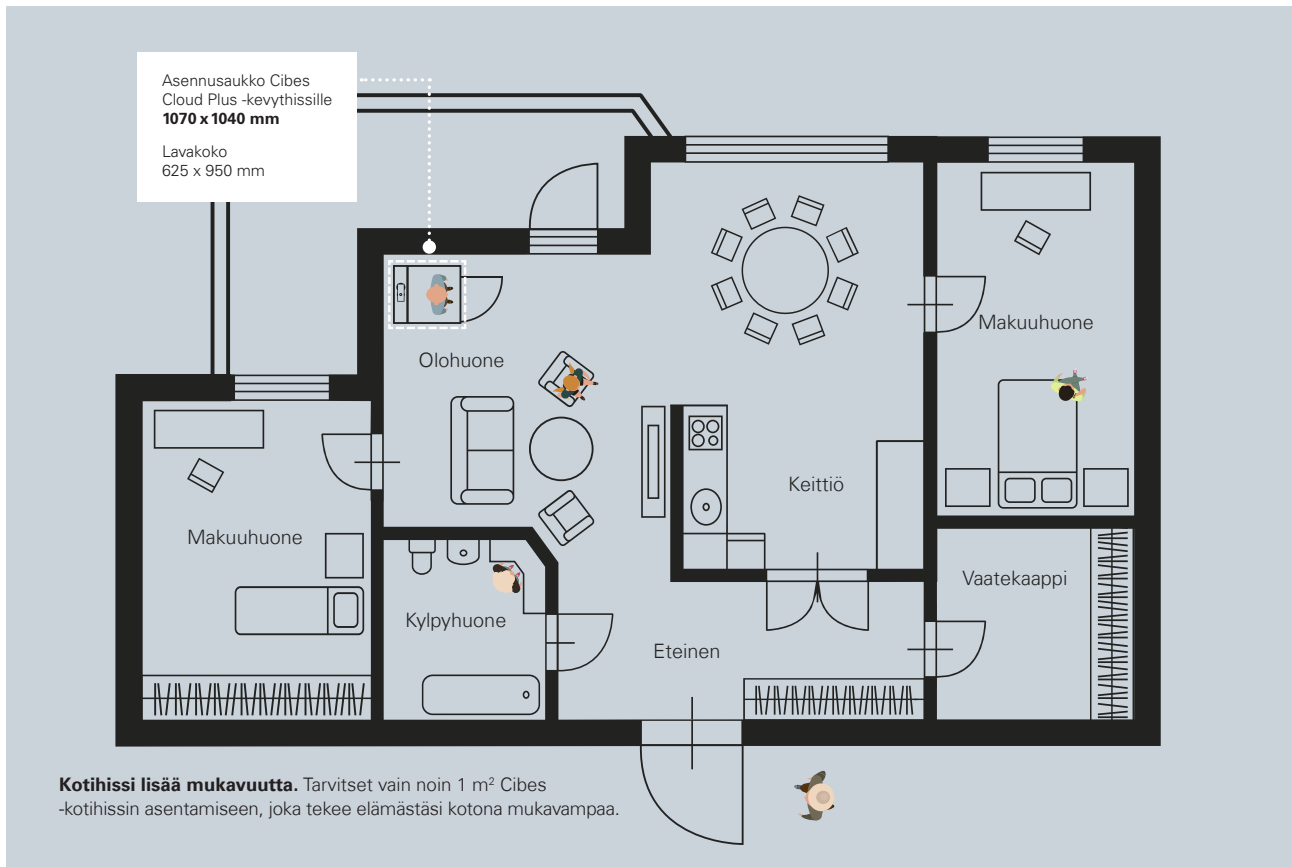 Asennusaukko Cibes
Cloud Plus -kevythissille
1070 x 1040 mm
Lavakoko
625 x 950 mm
Makuuhuone
Olohuone
Keittiö
Makuuhuone
Vaatekaappi
Kylpyhuone
Eteinen
Kotihissi lisää mukavuutta. Tarvitset vain noin 1 m² Cibes
-kotihissin asentamiseen, joka tekee elämästäsi kotona mukavampaa.